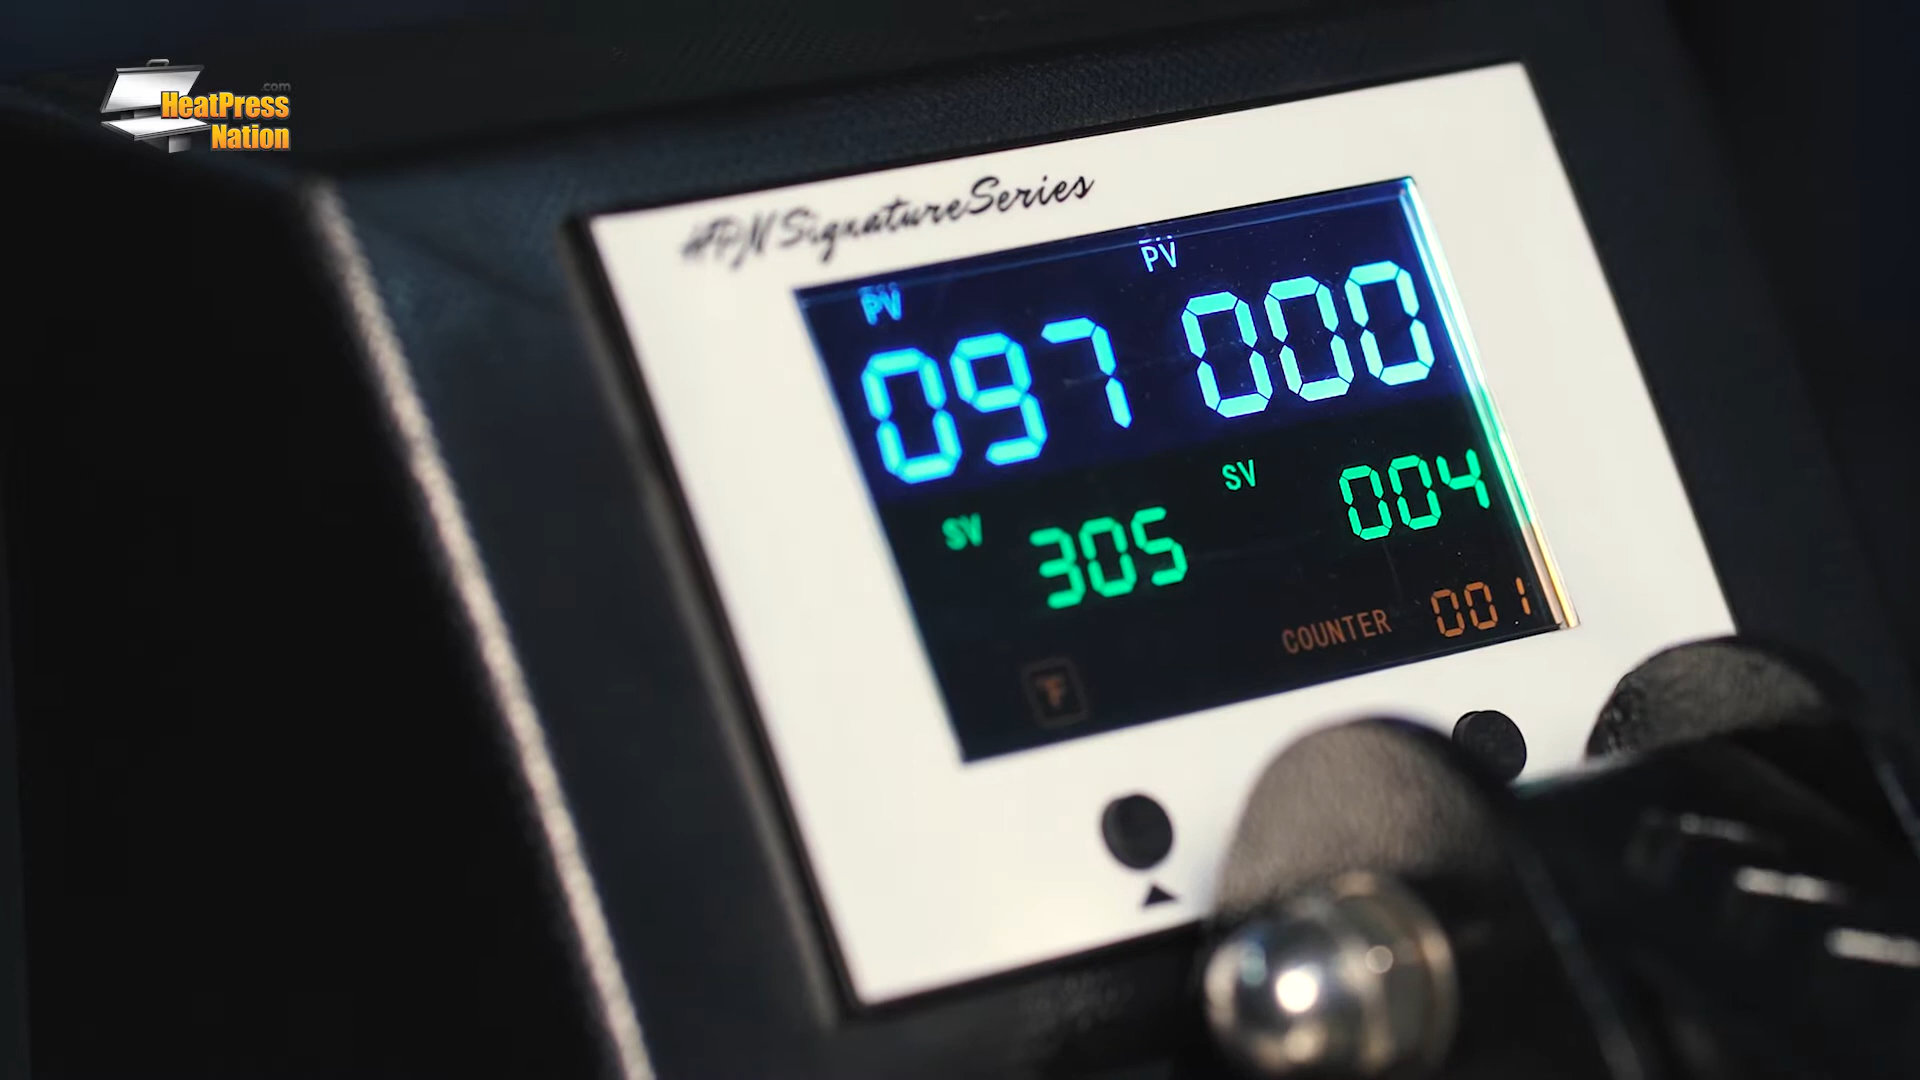 .com
HeatPress
Nation
HPN SignatureSeries
PV PV
097 000
SV 305 SV 004
COUNTER 001
°F